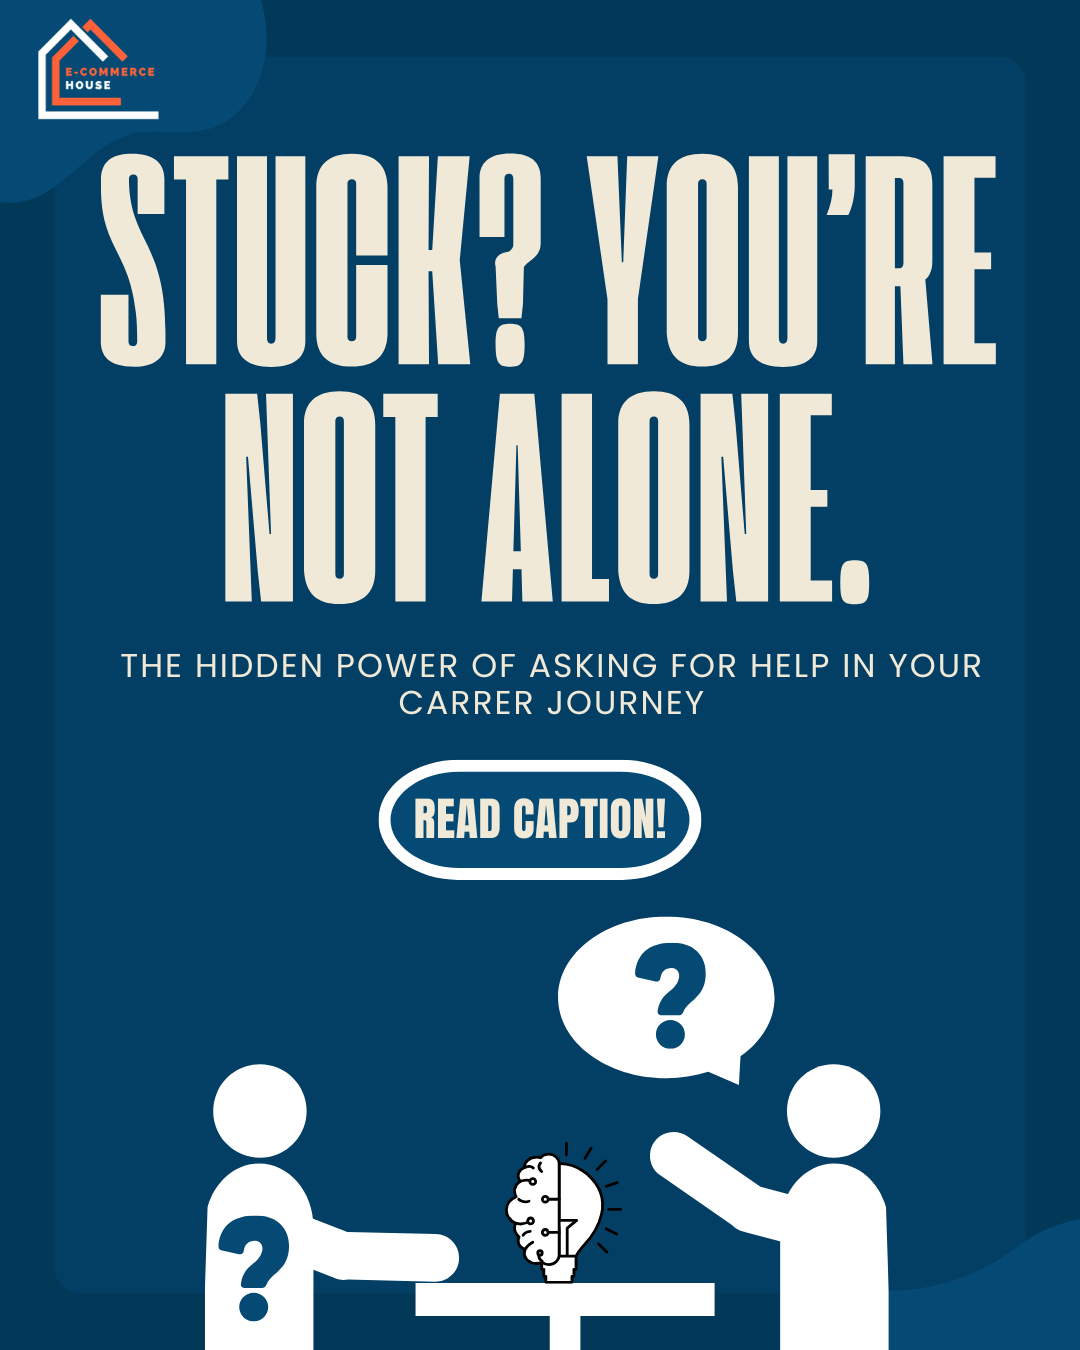 E-COMMERCE
HOUSE
STUCK? YOU’RE
NOT ALONE.
THE HIDDEN POWER OF ASKING FOR HELP IN YOUR
CARRER JOURNEY
READ CAPTION!
?
?